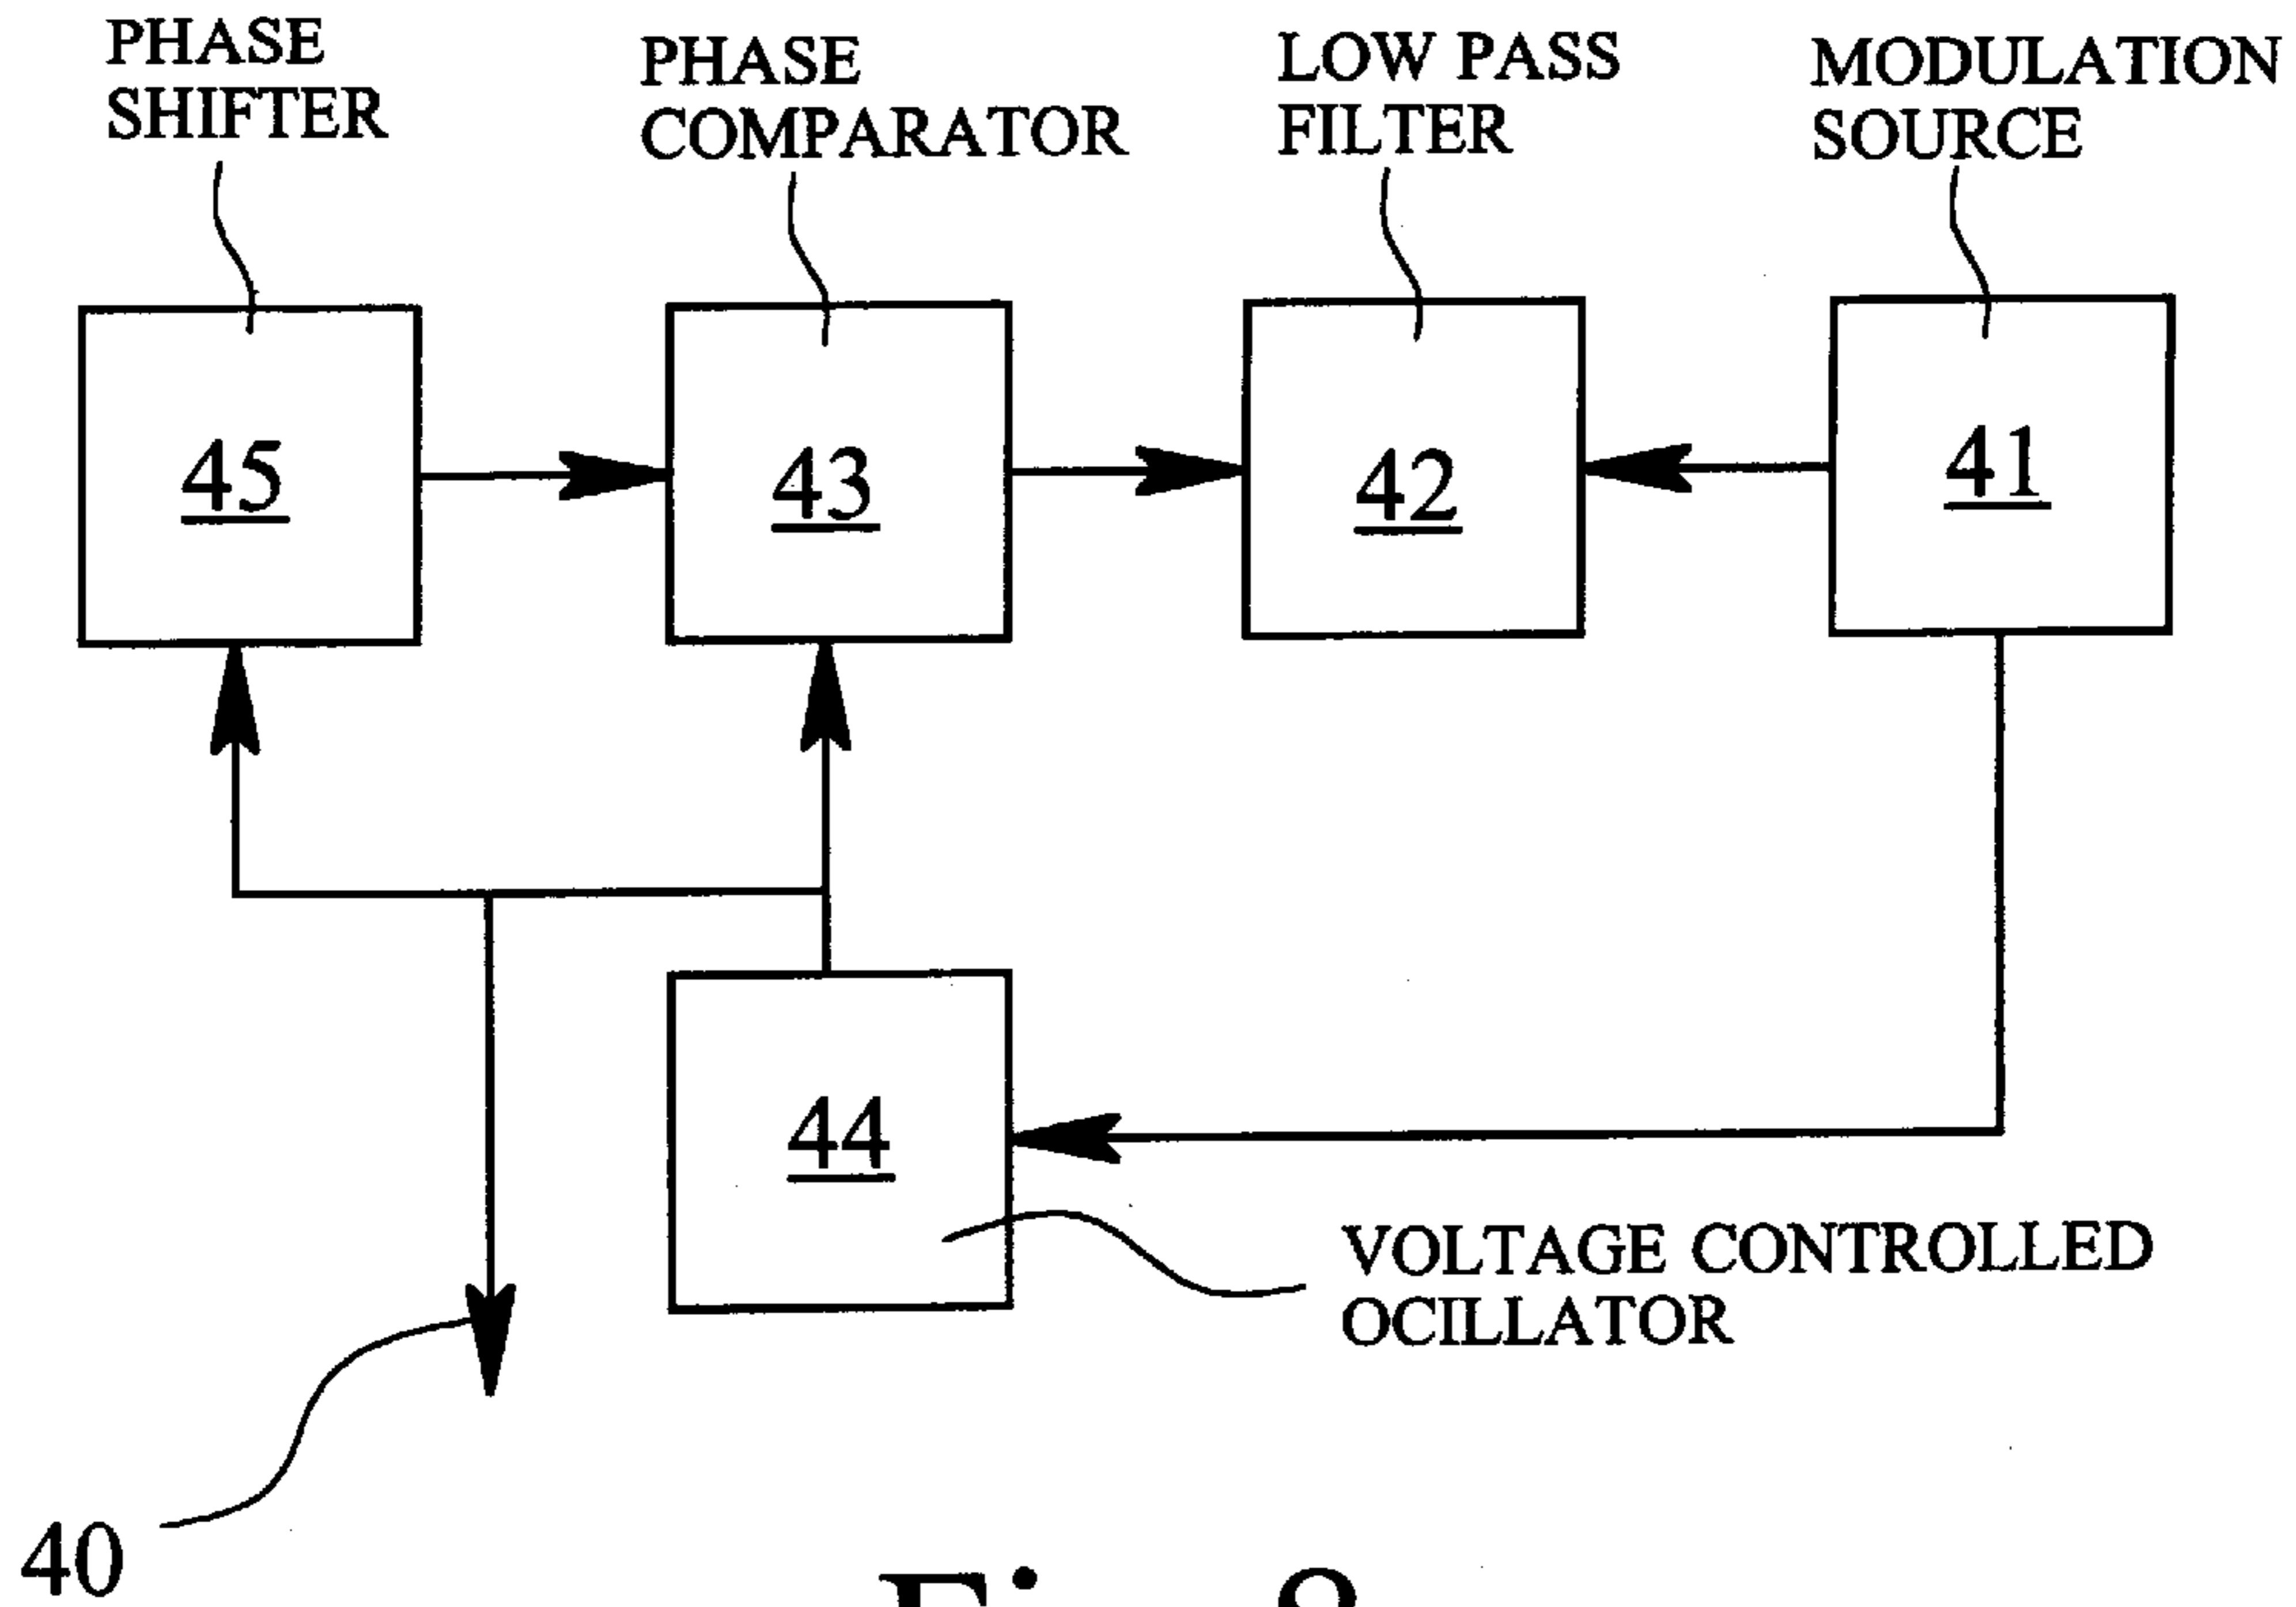 PHASE
SHIFTER
PHASE
COMPARATOR
LOW PASS
FILTER
MODULATION
SOURCE
45
43
42
41
44
VOLTAGE CONTROLLED
OCILLATOR
40